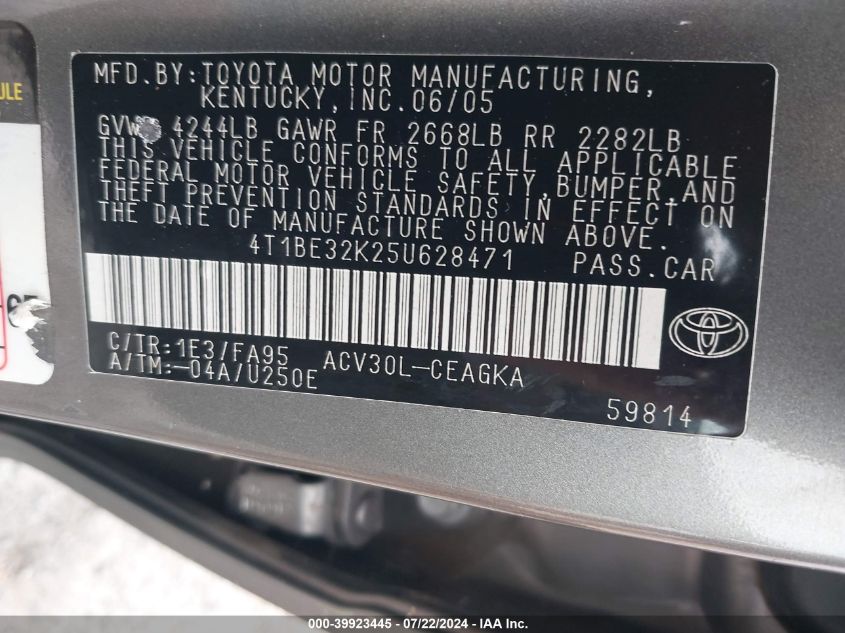 MFD.BY:TOYOTA MOTOR MANUFACTURING,
KENTUCKY,INC.06/05
4244LB GAWR FR 2668LB RR 2282LB
THIS VEHICLE CONFORMS TO ALL APPLICABLE
FEDERAL MOTOR VEHICLE SAFETY,BUMPER,AND
THEFT PREVENTION STANDARDS IN EFFECT ON
THE DATE OF MANUFACTURE SHOWN ABOVE.
4T1BE32K25U628471 PASS.CAR
C/TR:1E3/FA95 ACV30L-CEAGKA
A/TM:-04A/U250E
59814
000-39923445 - 07/22/2024 - IAA Inc.